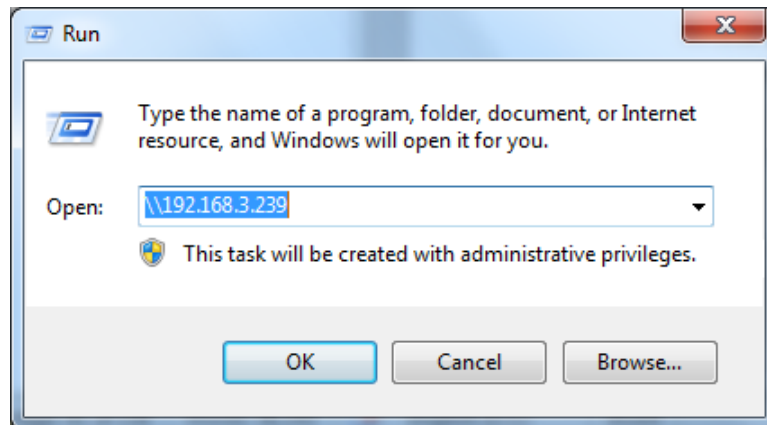 Run
Type the name of a program, folder, document, or Internet
resource, and Windows will open it for you.
Open: \\192.168.3.239
This task will be created with administrative privileges.
OK Cancel Browse...